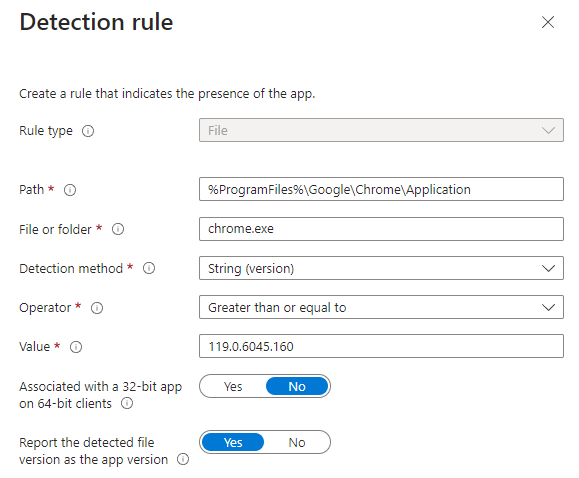 Detection rule
Create a rule that indicates the presence of the app.
Rule type
File
Path *
%ProgramFiles%\Google\Chrome\Application
File or folder *
chrome.exe
Detection method *
String (version)
Operator *
Greater than or equal to
Value *
119.0.6045.160
Associated with a 32-bit app
on 64-bit clients
Yes No
Report the detected file
version as the app version
Yes No